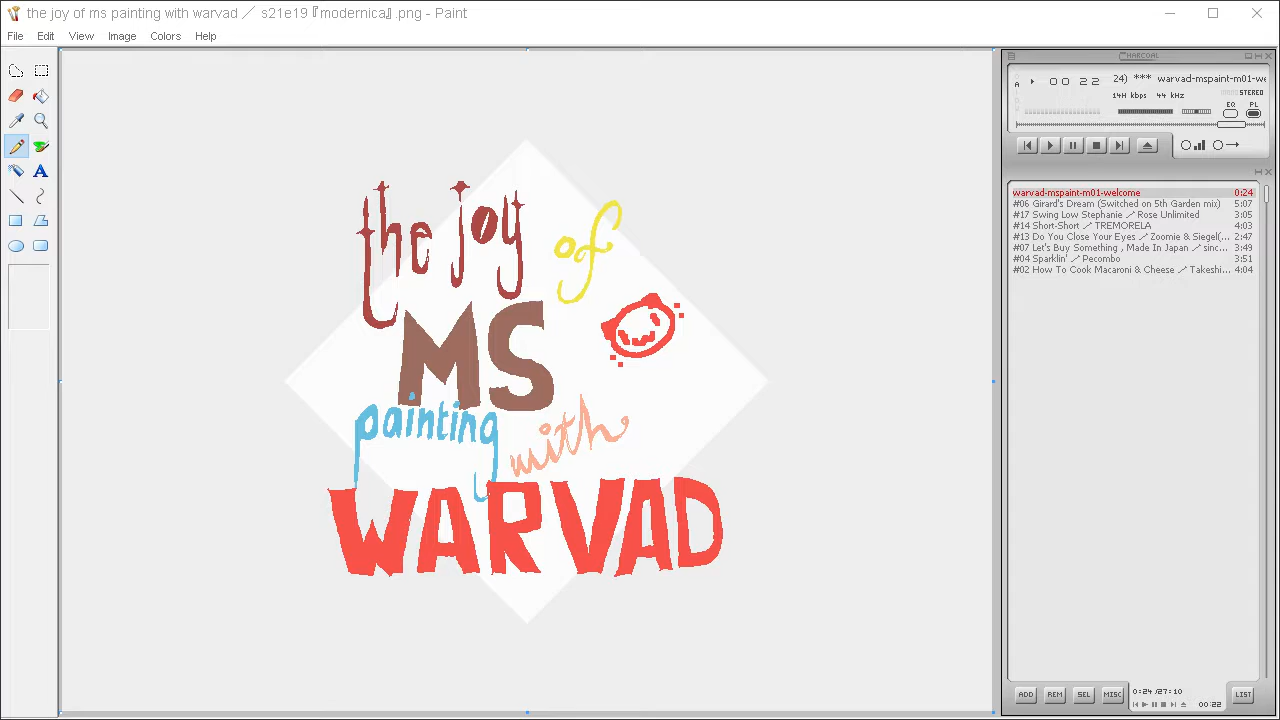 the joy of ms painting with warvad ／ s21e19『modernica』.png - Paint
File Edit View Image Colors Help
the joy
of
MS
painting
with
WARVAD
CHARCOAL
00 22
24) *** warvad-mspaint-m01-we
14H kbps 44 kHz
STEREO
EQ PL
warvad-mspaint-m01-welcome 0:24
#06 Girard's Dream (Switched on 5th Garden mix) 5:07
#17 Swing Low Stephanie ／ Rose Unlimited 3:05
#14 Short-Short ／ TREMORELA 4:03
#13 Do You Close Your Eyes ／ Zoomie & Siegel(... 2:47
#07 Let's Buy Something , Made In Japan ／ sinc... 3:49
#04 Sparklin' ／ Pecombo 3:51
#02 How To Cook Macaroni & Cheese ／ Takeshi... 4:04
ADD REM SEL MISC 0:24/27:10 00:22 LIST